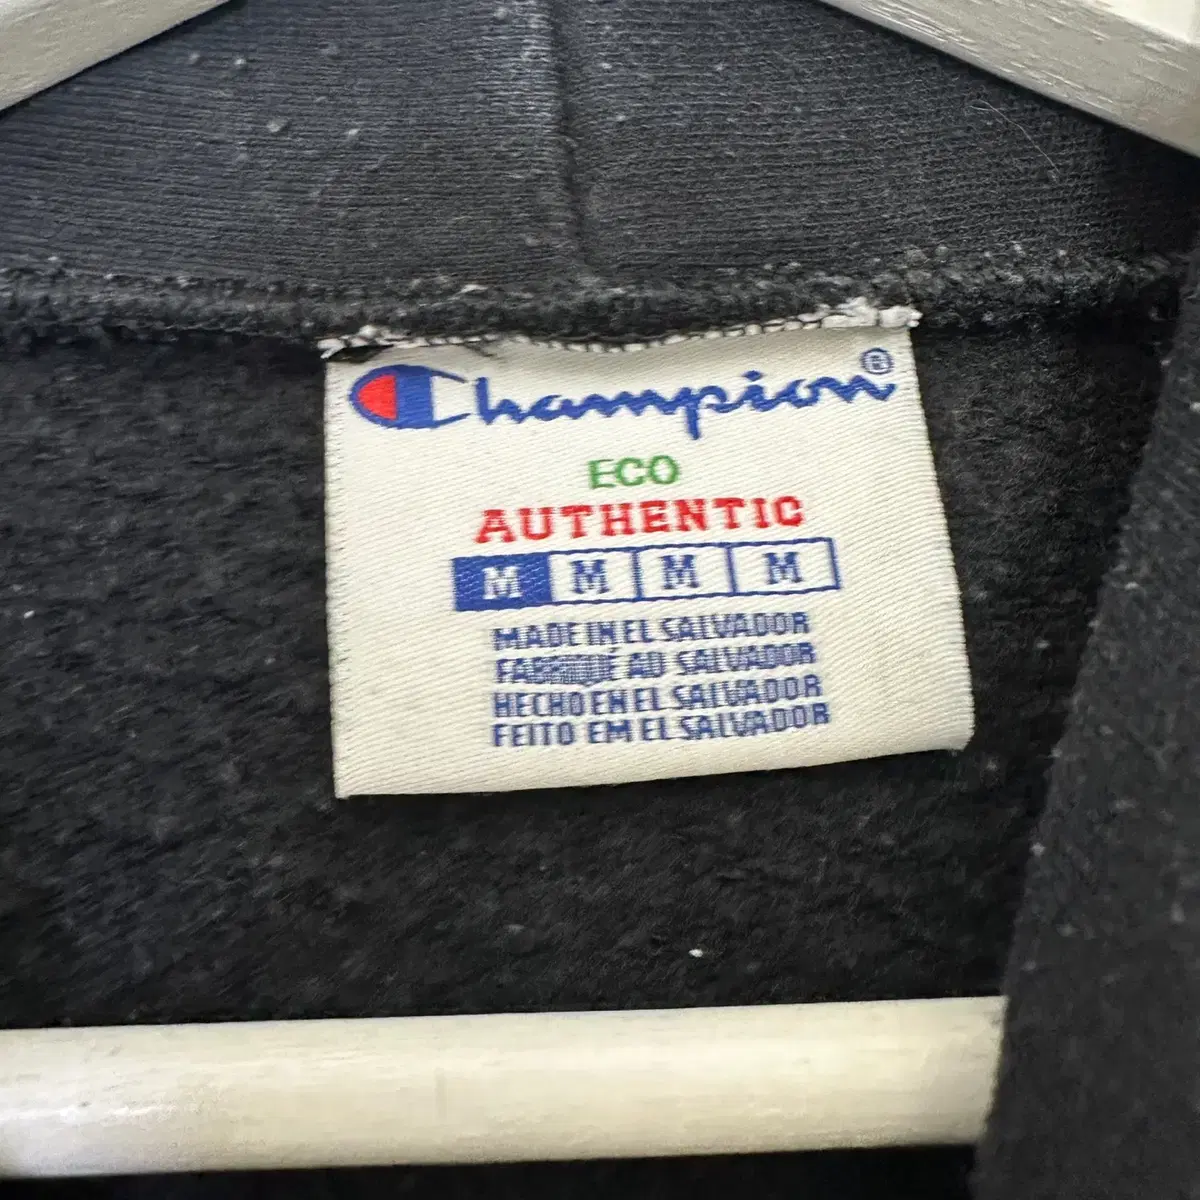 Champion®
ECO
AUTHENTIC
M M M M
MADE IN EL SALVADOR
FABRIQUÉ AU SALVADOR
HECHO EN EL SALVADOR
FEITO EM EL SALVADOR